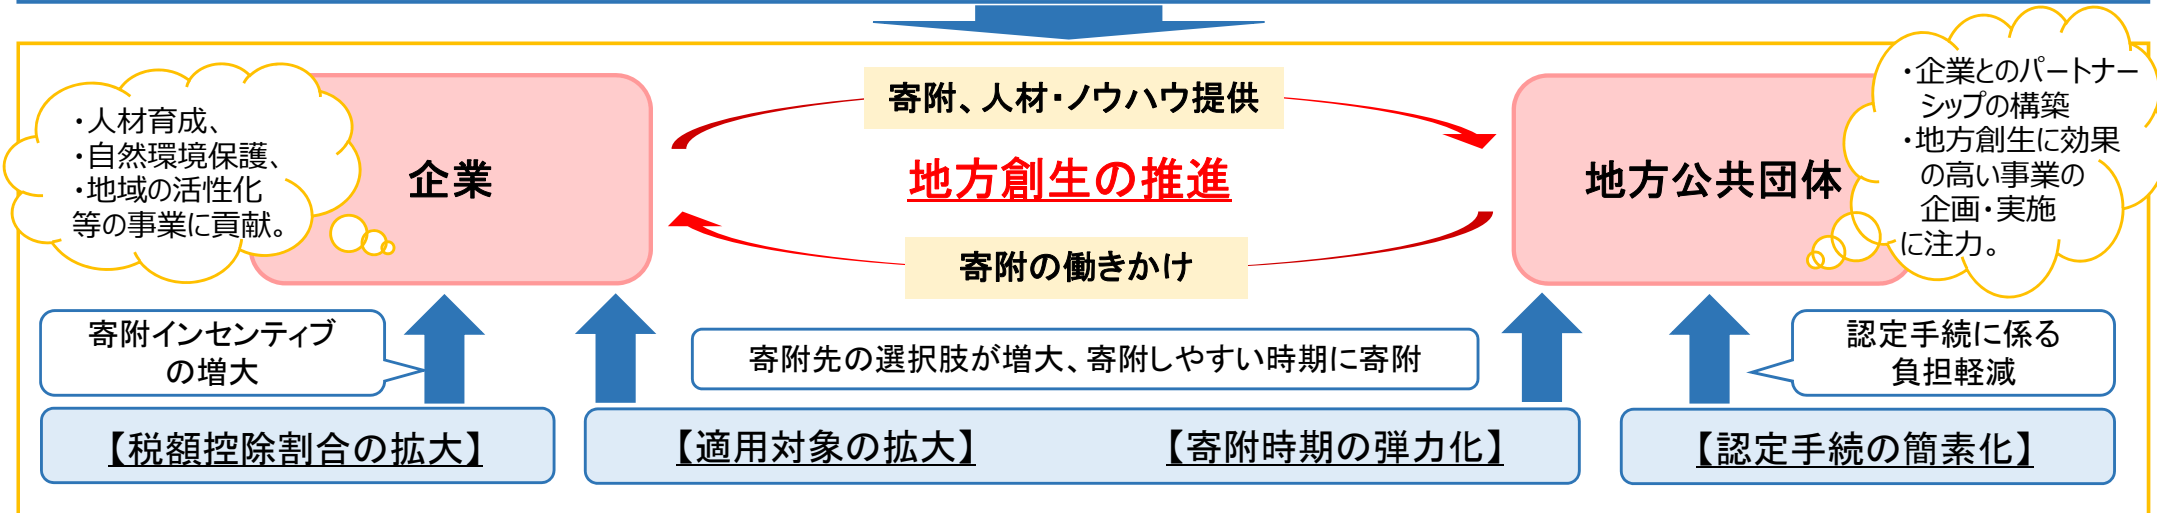 ・人材育成、
・自然環境保護、
・地域の活性化
等の事業に貢献。
企業
寄附、人材・ノウハウ提供
地方創生の推進
寄附の働きかけ
地方公共団体
・企業とのパートナー
シップの構築
・地方創生に効果
の高い事業の
企画・実施
に注力。
寄附インセンティブ
の増大
寄附先の選択肢が増大、寄附しやすい時期に寄附
認定手続に係る
負担軽減
【税額控除割合の拡大】
【適用対象の拡大】
【寄附時期の弾力化】
【認定手続の簡素化】